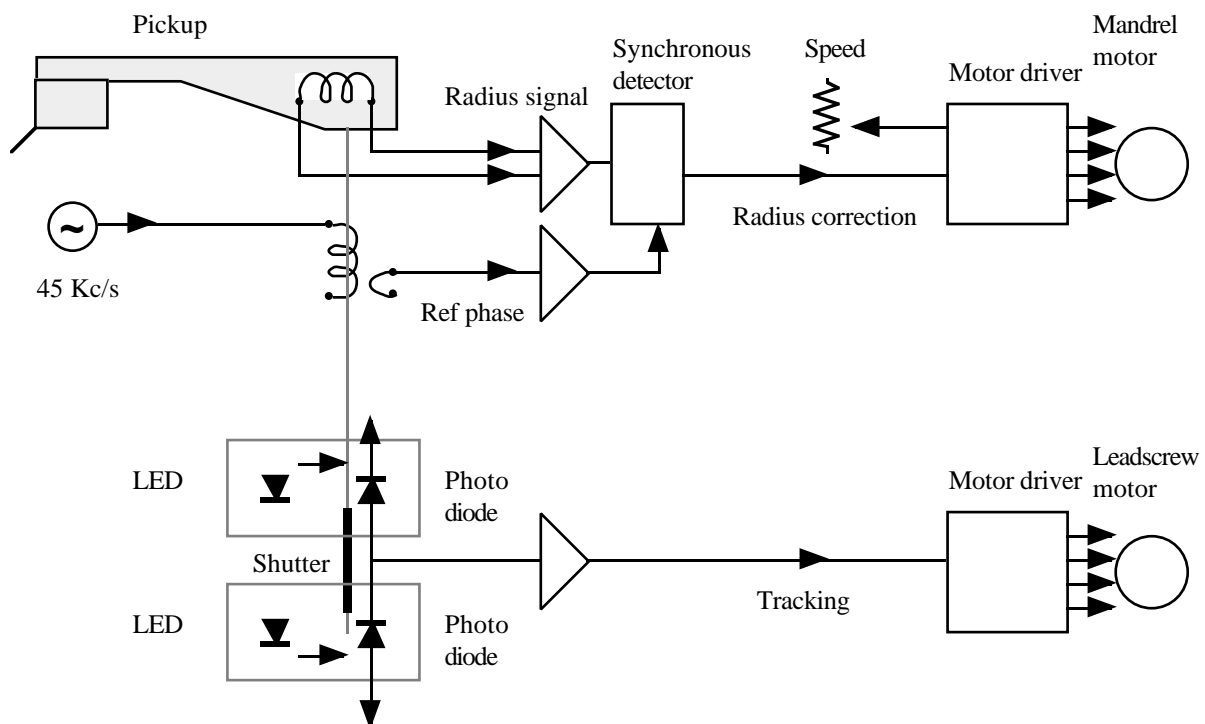 Pickup
Synchronous
detector
Speed
Mandrel
motor
Motor driver
Radius signal
~
45 Kc/s
Ref phase
Radius correction
LED
Photo
diode
Shutter
LED
Photo
diode
Tracking
Motor driver
Leadscrew
motor